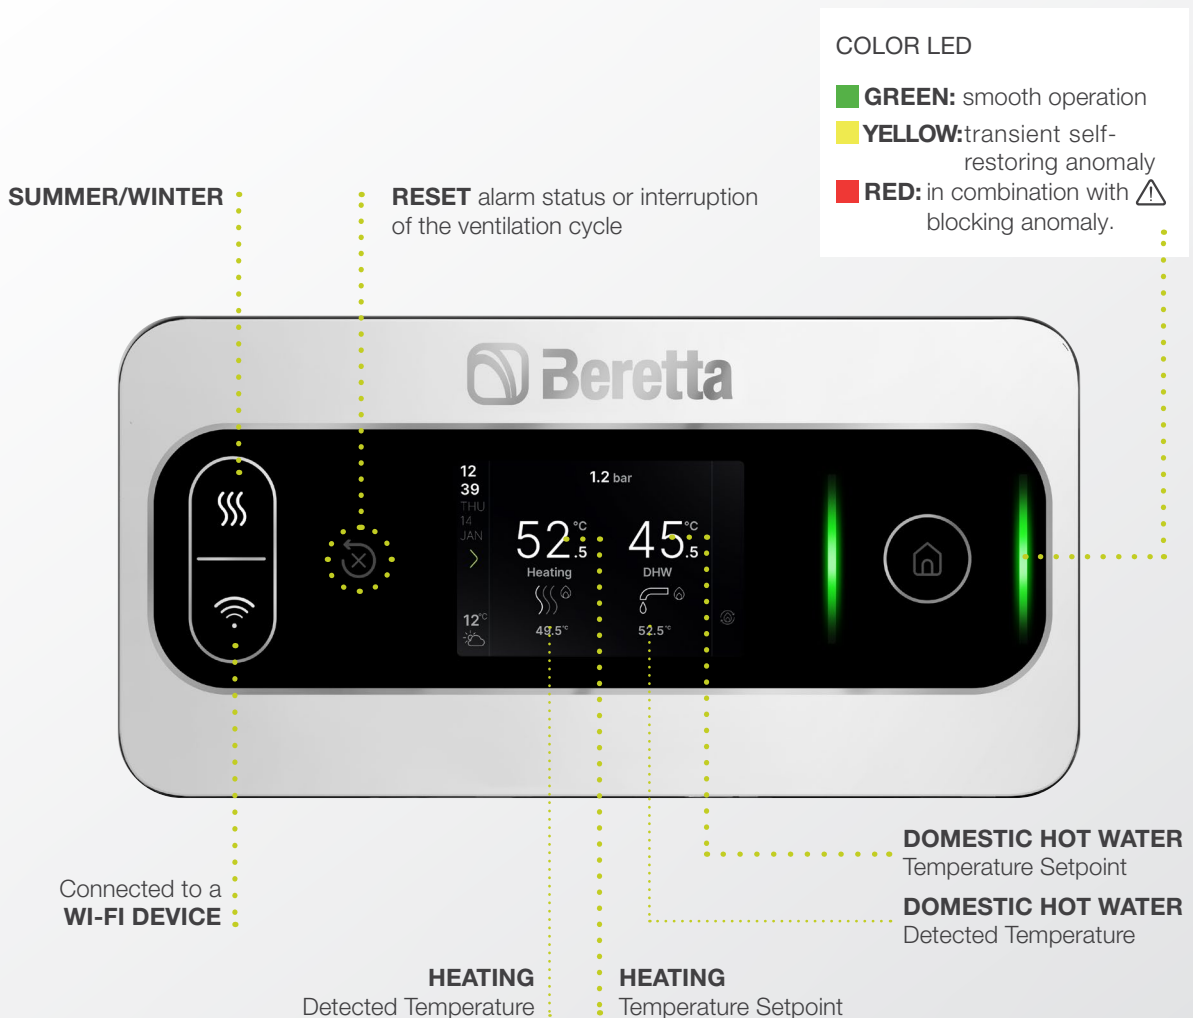 COLOR LED
GREEN: smooth operation
YELLOW: transient self-
restoring anomaly
RED: in combination with
blocking anomaly.
SUMMER/WINTER
RESET alarm status or interruption
of the ventilation cycle
Beretta
12
39
THU
14
JAN
1.2 bar
52.5 °C
45.5 °C
Heating
DHW
12°C
49.5°C
52.5°C
DOMESTIC HOT WATER
Temperature Setpoint
DOMESTIC HOT WATER
Detected Temperature
Connected to a
WI-FI DEVICE
HEATING
Detected Temperature
HEATING
Temperature Setpoint